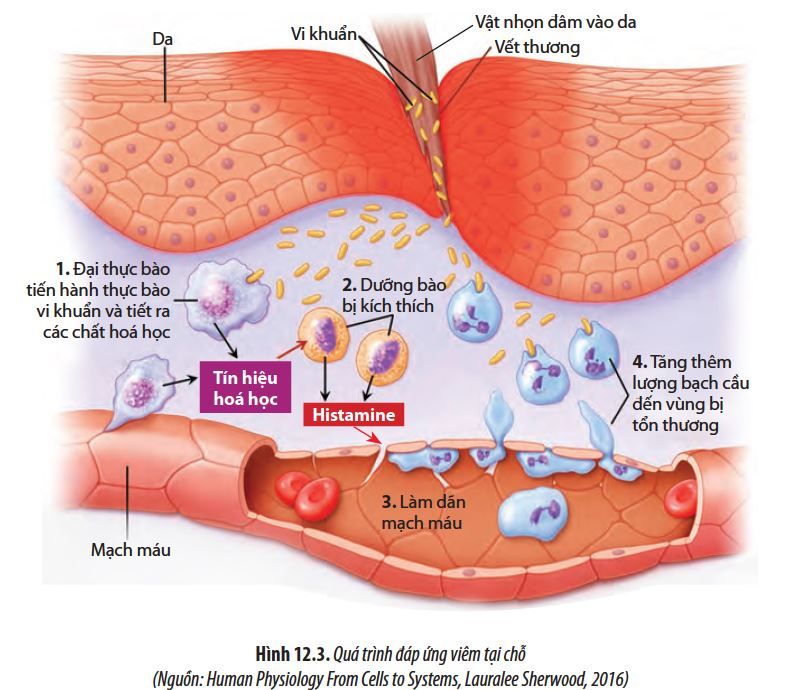 Da
Vi khuẩn
Vật nhọn dâm vào da
Vết thương
1. Đại thực bào
tiến hành thực bào
vi khuẩn và tiết ra
các chất hoá học
2. Dưỡng bào
bị kích thích
Tín hiệu
hoá học
Histamine
4. Tăng thêm
lượng bạch cầu
đến vùng bị
tổn thương
3. Làm dãn
mạch máu
Mạch máu
Hình 12.3. Quá trình đáp ứng viêm tại chỗ
(Nguồn: Human Physiology From Cells to Systems, Lauralee Sherwood, 2016)